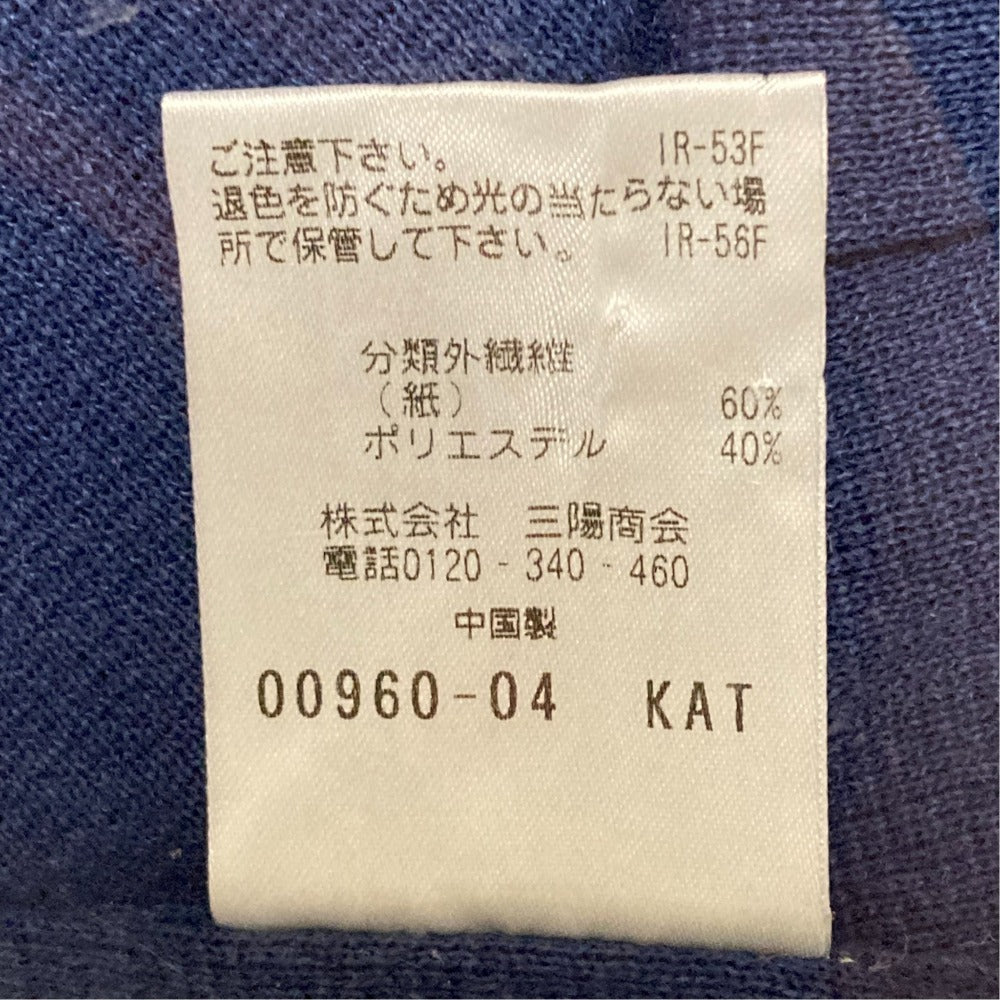 ご注意下さい。 IR-53F
退色を防ぐため光の当たらない場
所で保管して下さい。 IR-56F
分類外繊維
（紙） 60%
ポリエステル 40%
株式会社 三陽商会
電話0120-340-460
中国製
00960-04 KAT